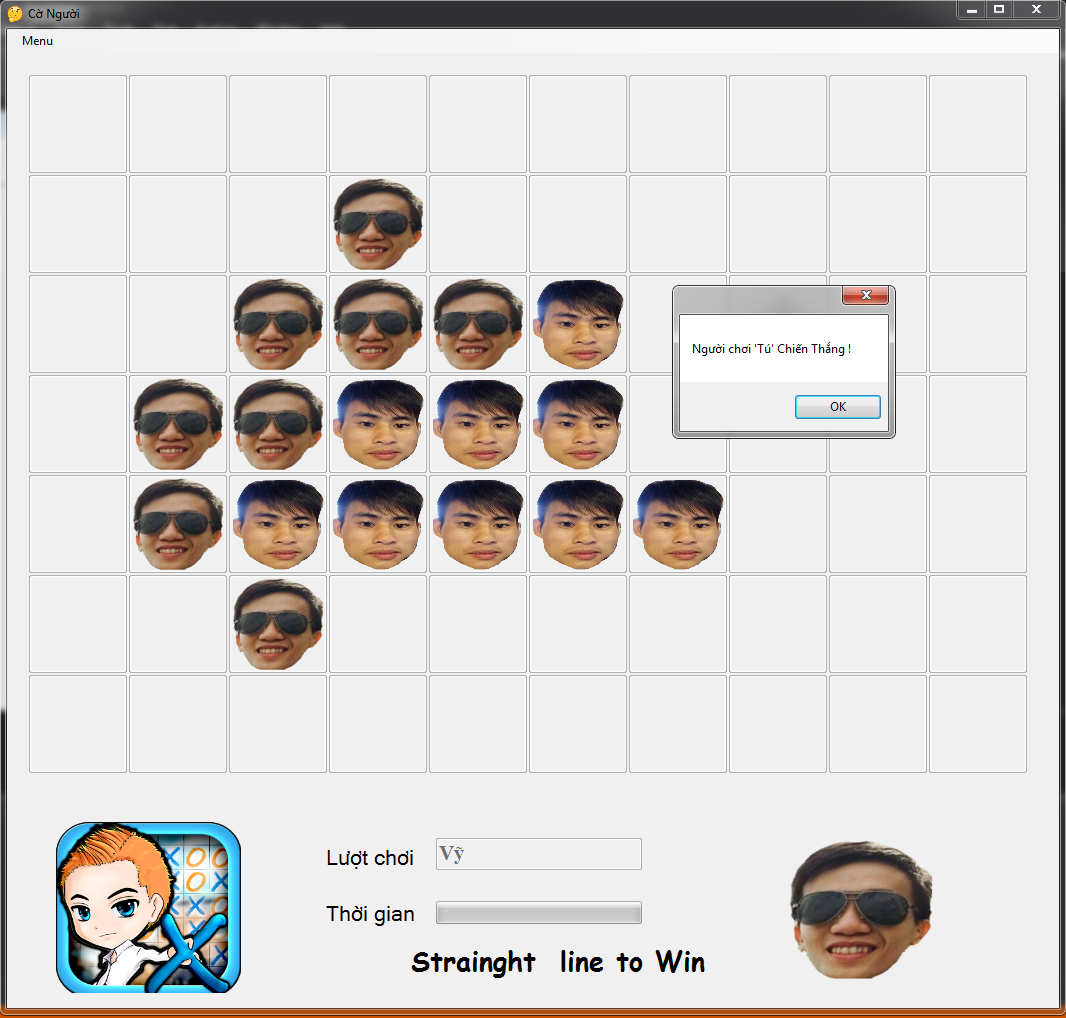 Cờ Người
Menu
Người chơi 'Tú' Chiến Thắng !
OK
Lượt chơi
Vỹ
Thời gian
Strainght line to Win